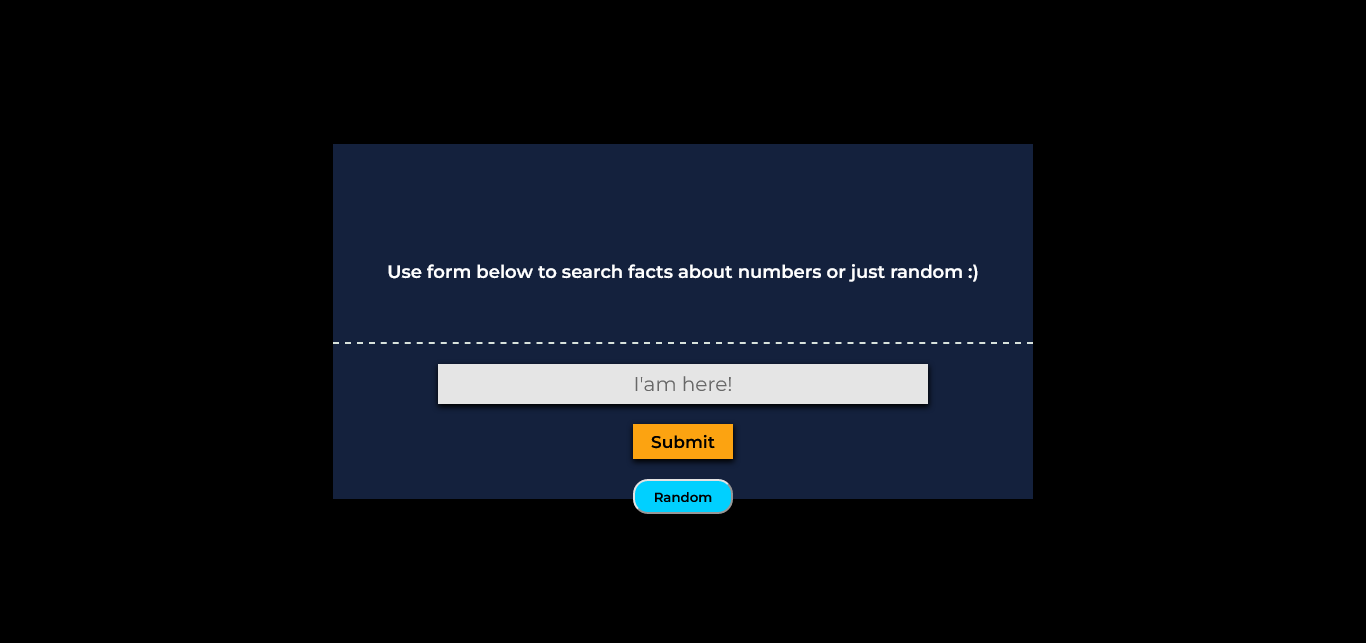 Use form below to search facts about numbers or just random :)
I'am here!
Submit
Random